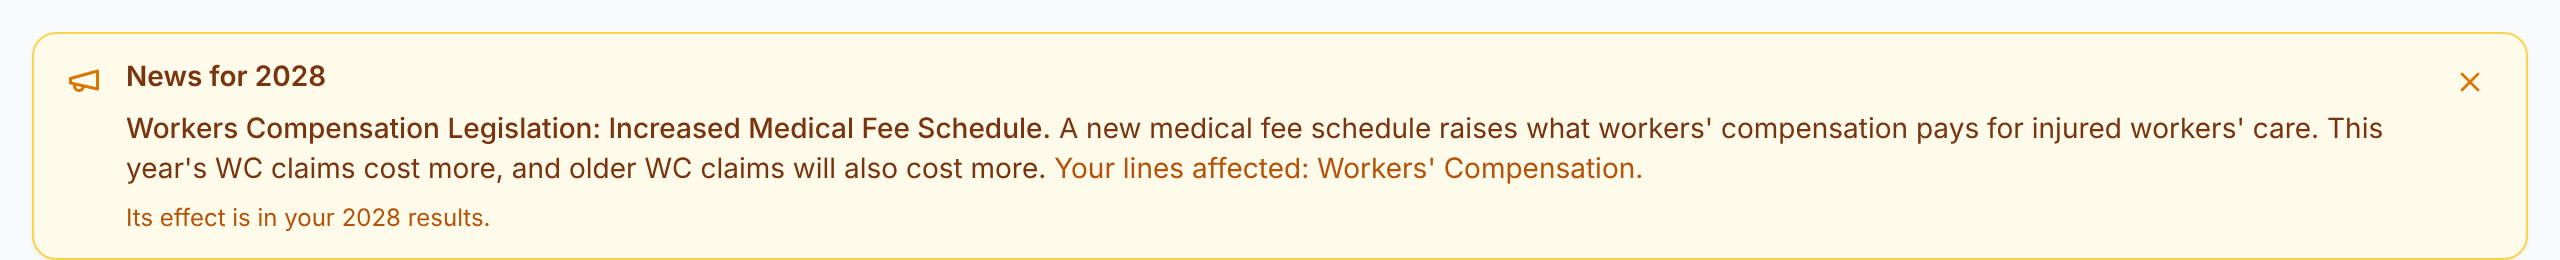 News for 2028
Workers Compensation Legislation: Increased Medical Fee Schedule. A new medical fee schedule raises what workers' compensation pays for injured workers' care. This
year's WC claims cost more, and older WC claims will also cost more. Your lines affected: Workers' Compensation.
Its effect is in your 2028 results.